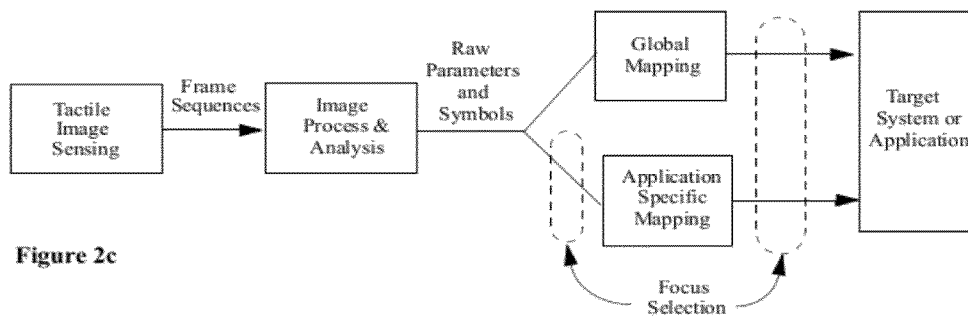 Tactile
Image
Sensing
Frame
Sequences
Image
Process &
Analysis
Raw
Parameters
and
Symbols
Global
Mapping
Application
Specific
Mapping
Target
System or
Application
Focus
Selection
Figure 2c